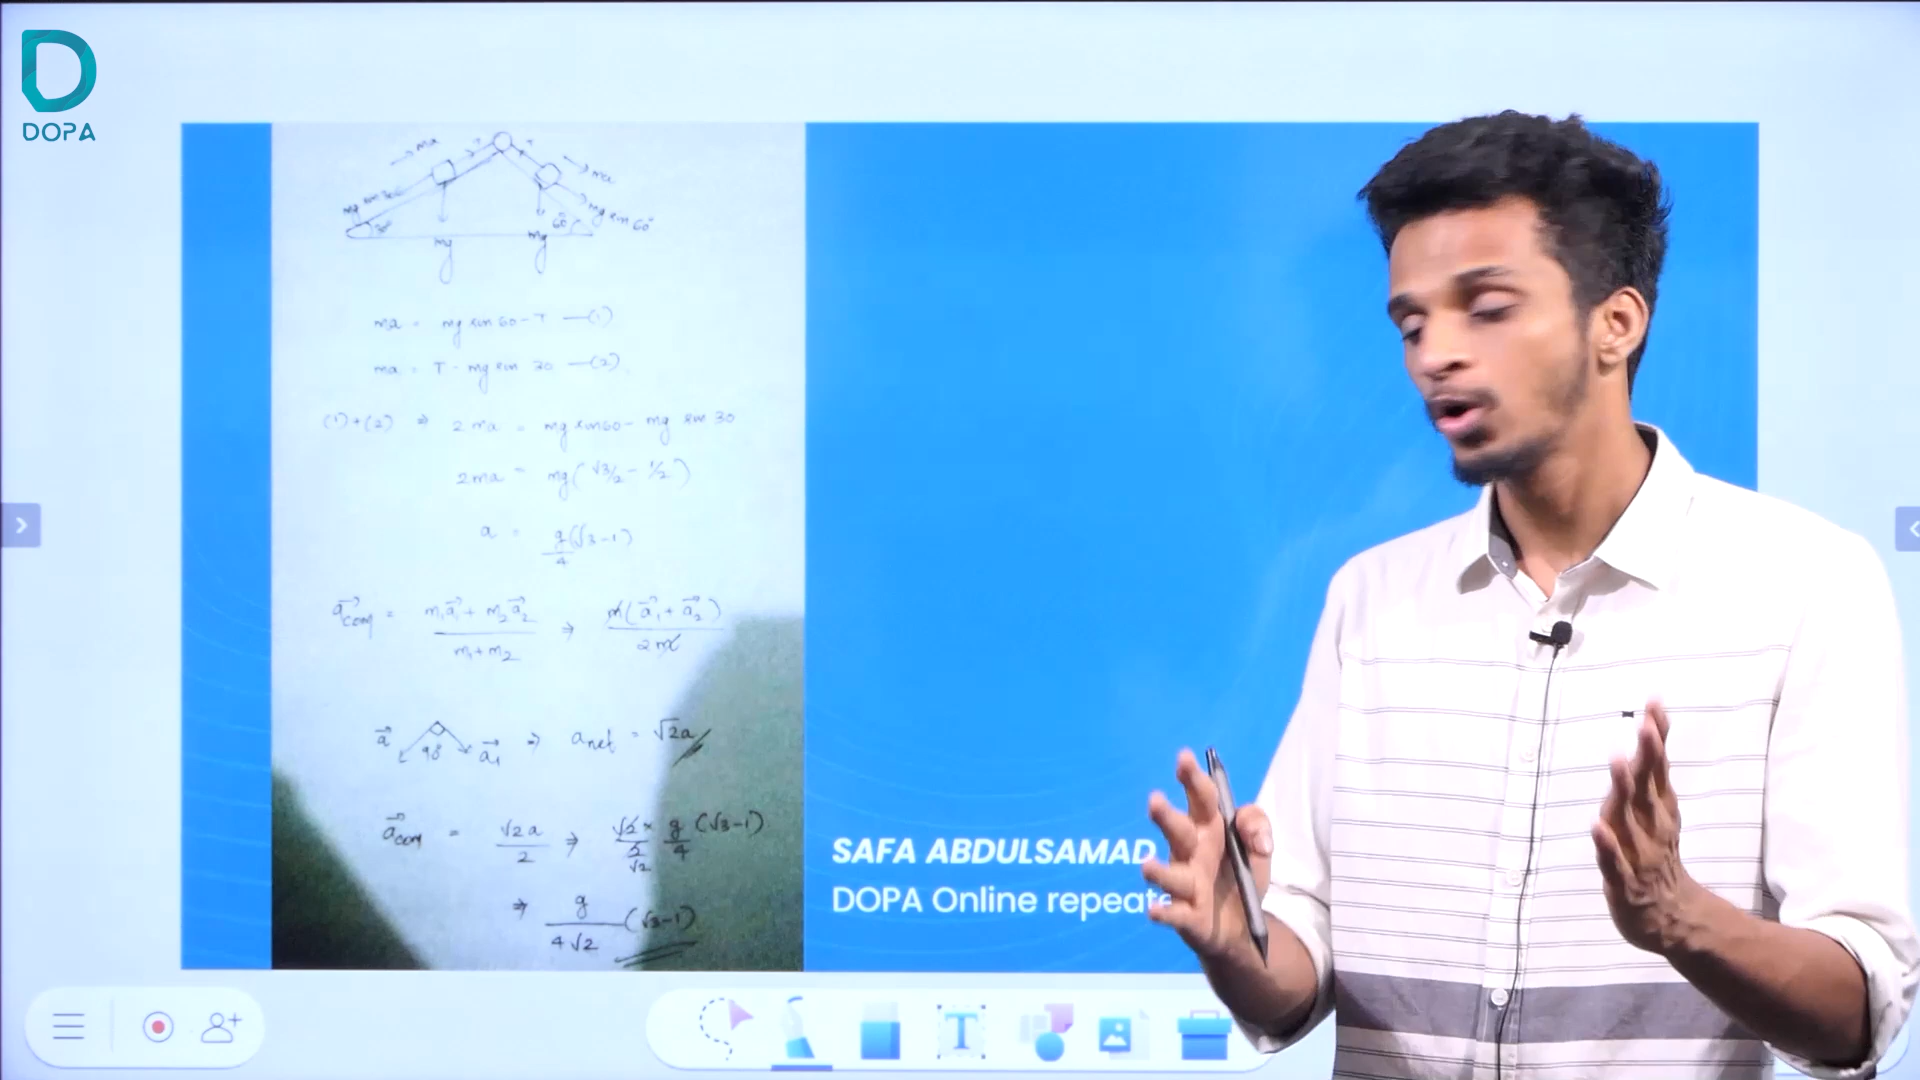 DOPA
ma
T
T
ma
mg sin 30
mg sin 60°
30°
60°
mg
mg
ma = mg sin 60 - T —(1)
ma = T - mg sin 30 —(2)
(1)+(2) ⇒ 2ma = mg sin60 - mg sin 30
2ma = mg(√3/2 - 1/2)
a = g/4 (√3-1)
a⃗com = (m₁a⃗₁ + m₂a⃗₂)/(m₁+m₂) ⇒ m(a⃗₁ + a⃗₂)/2m
a⃗ 90° a⃗₁ ⇒ anet = √2a
a⃗com = √2a/2 ⇒ √2 × g/4 (√3-1)
⇒ g/4√2 (√3-1)
SAFA ABDULSAMAD
DOPA Online repeate
T